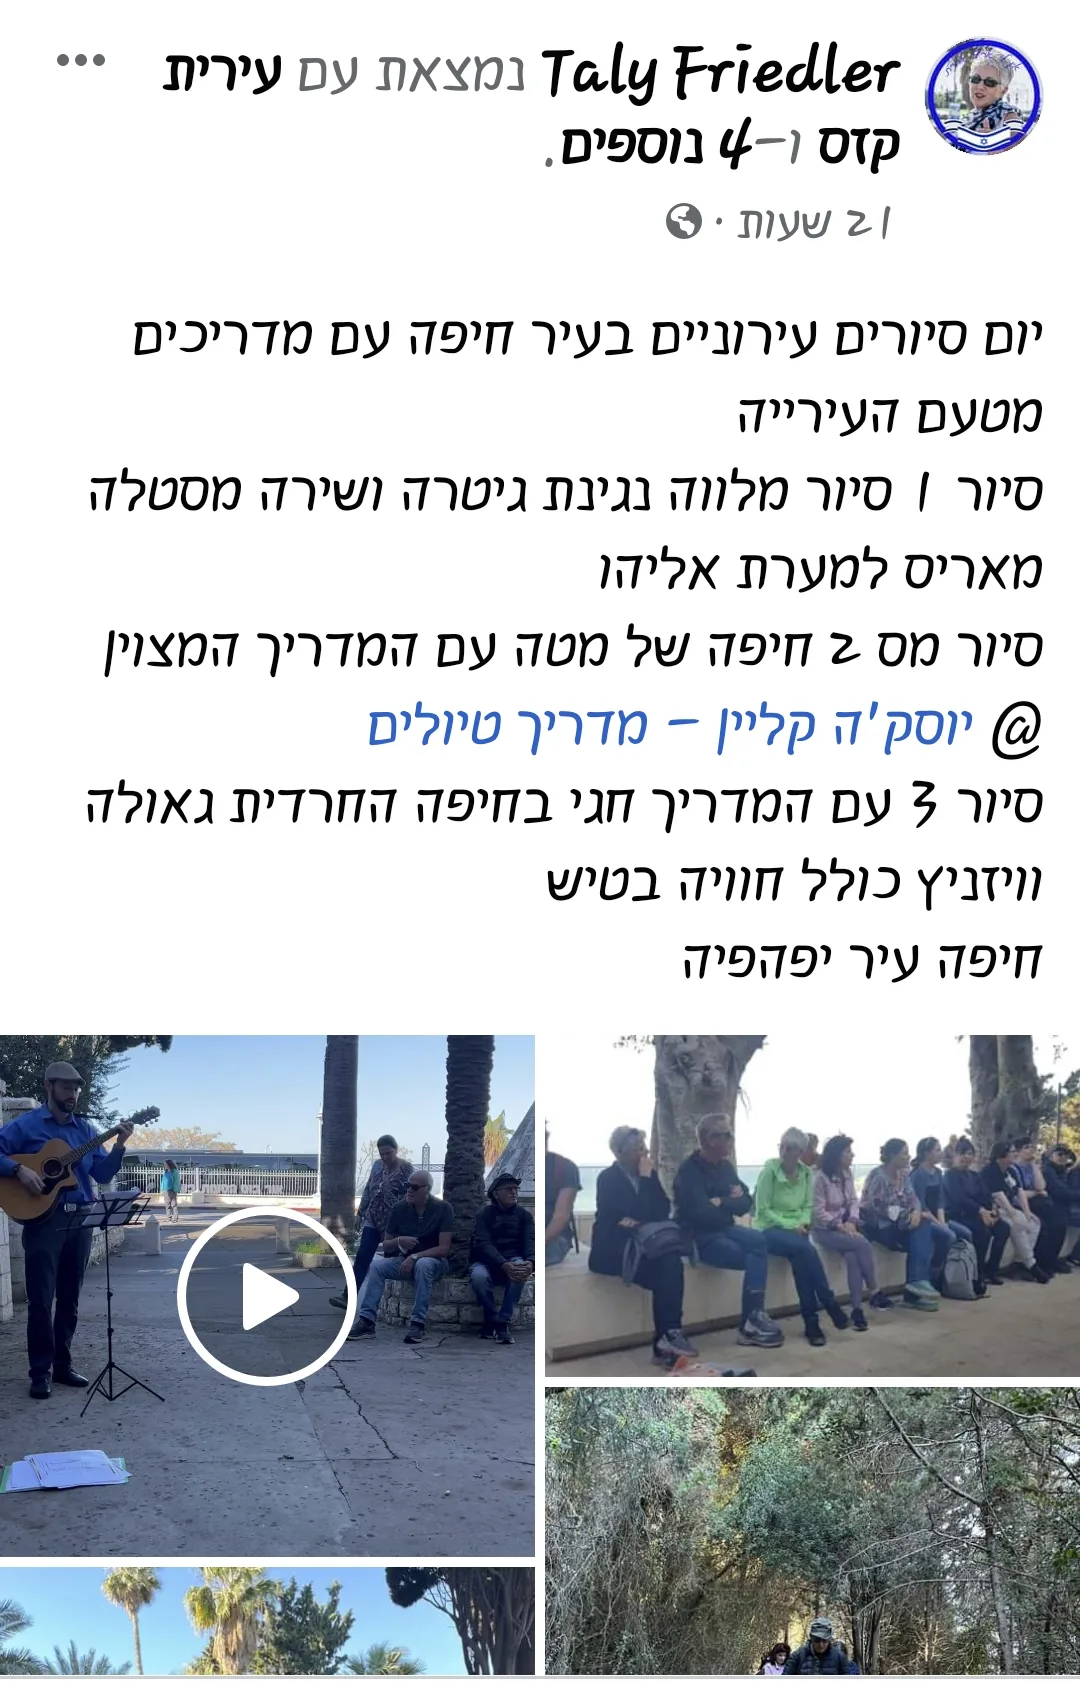 Taly Friedler נמצאת עם עירית
קזס ו-4 נוספים.
21 שעות ·
יום סיורים עירוניים בעיר חיפה עם מדריכים
מטעם העירייה
סיור 1 סיור מלווה נגינת גיטרה ושירה מסטלה
מאריס למערת אליהו
סיור מס 2 חיפה של מטה עם המדריך המצוין
@ יוסק'ה קליין - מדריך טיולים
סיור 3 עם המדריך חגי בחיפה החרדית גאולה
וויזניץ כולל חוויה בטיש
חיפה עיר יפהפיה